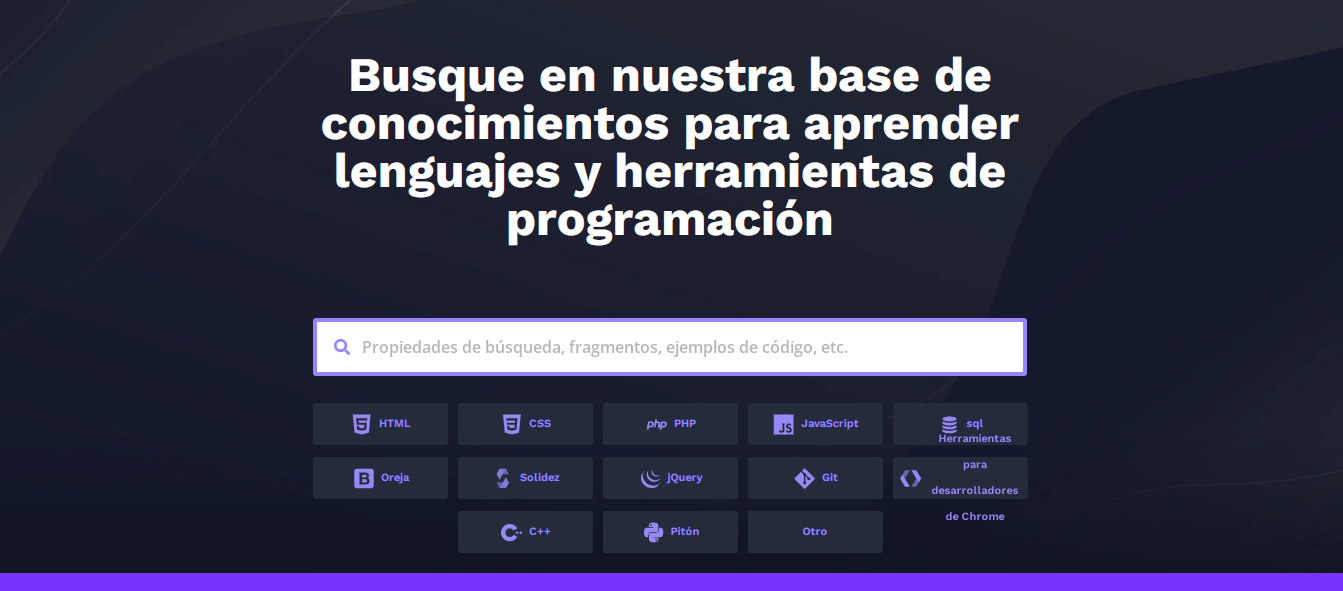 Busque en nuestra base de
conocimientos para aprender
lenguajes y herramientas de
programación
Propiedades de búsqueda, fragmentos, ejemplos de código, etc.
HTML
CSS
php PHP
JS JavaScript
sql
B Oreja
Solidez
jQuery
Git
Herramientas
para
desarrolladores
de Chrome
C++ C++
Pitón
Otro